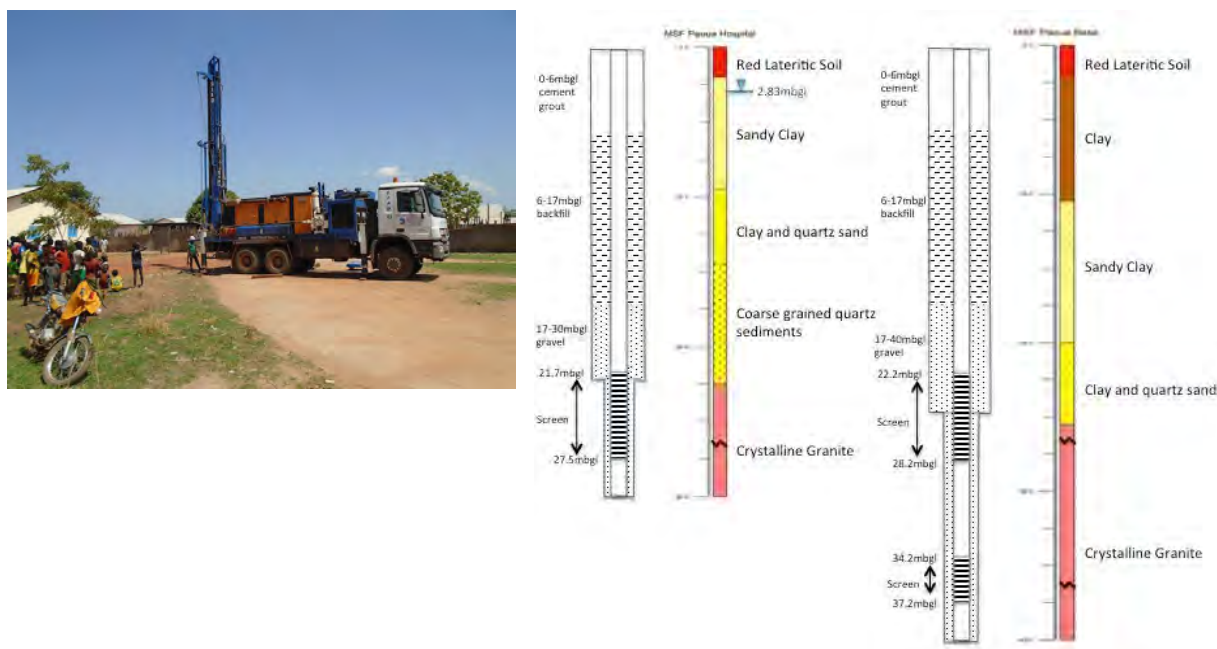 MSF Paoua Hospital
0-6mbgl
cement
grout
6-17mbgl
backfill
17-30mbgl
gravel
21.7mbgl
Screen
27.5mbgl
Red Lateritic Soil
2.83mbgl
Sandy Clay
Clay and quartz sand
Coarse grained quartz
sediments
Crystalline Granite
MSF Paoua Base
0-6mbgl
cement
grout
6-17mbgl
backfill
17-40mbgl
gravel
22.2mbgl
Screen
28.2mbgl
34.2mbgl
Screen
37.2mbgl
Red Lateritic Soil
Clay
Sandy Clay
Clay and quartz sand
Crystalline Granite